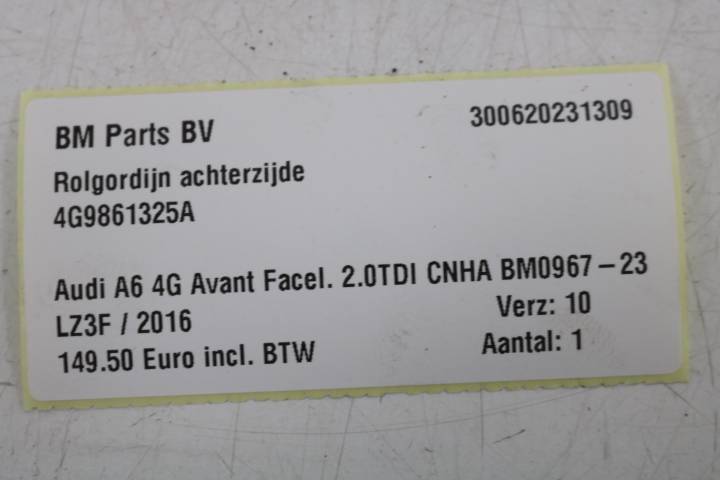 BM Parts BV 300620231309
Rolgordijn achterzijde
4G9861325A
Audi A6 4G Avant Facel. 2.0TDI CNHA BM0967-23
LZ3F / 2016 Verz: 10
149.50 Euro incl. BTW Aantal: 1